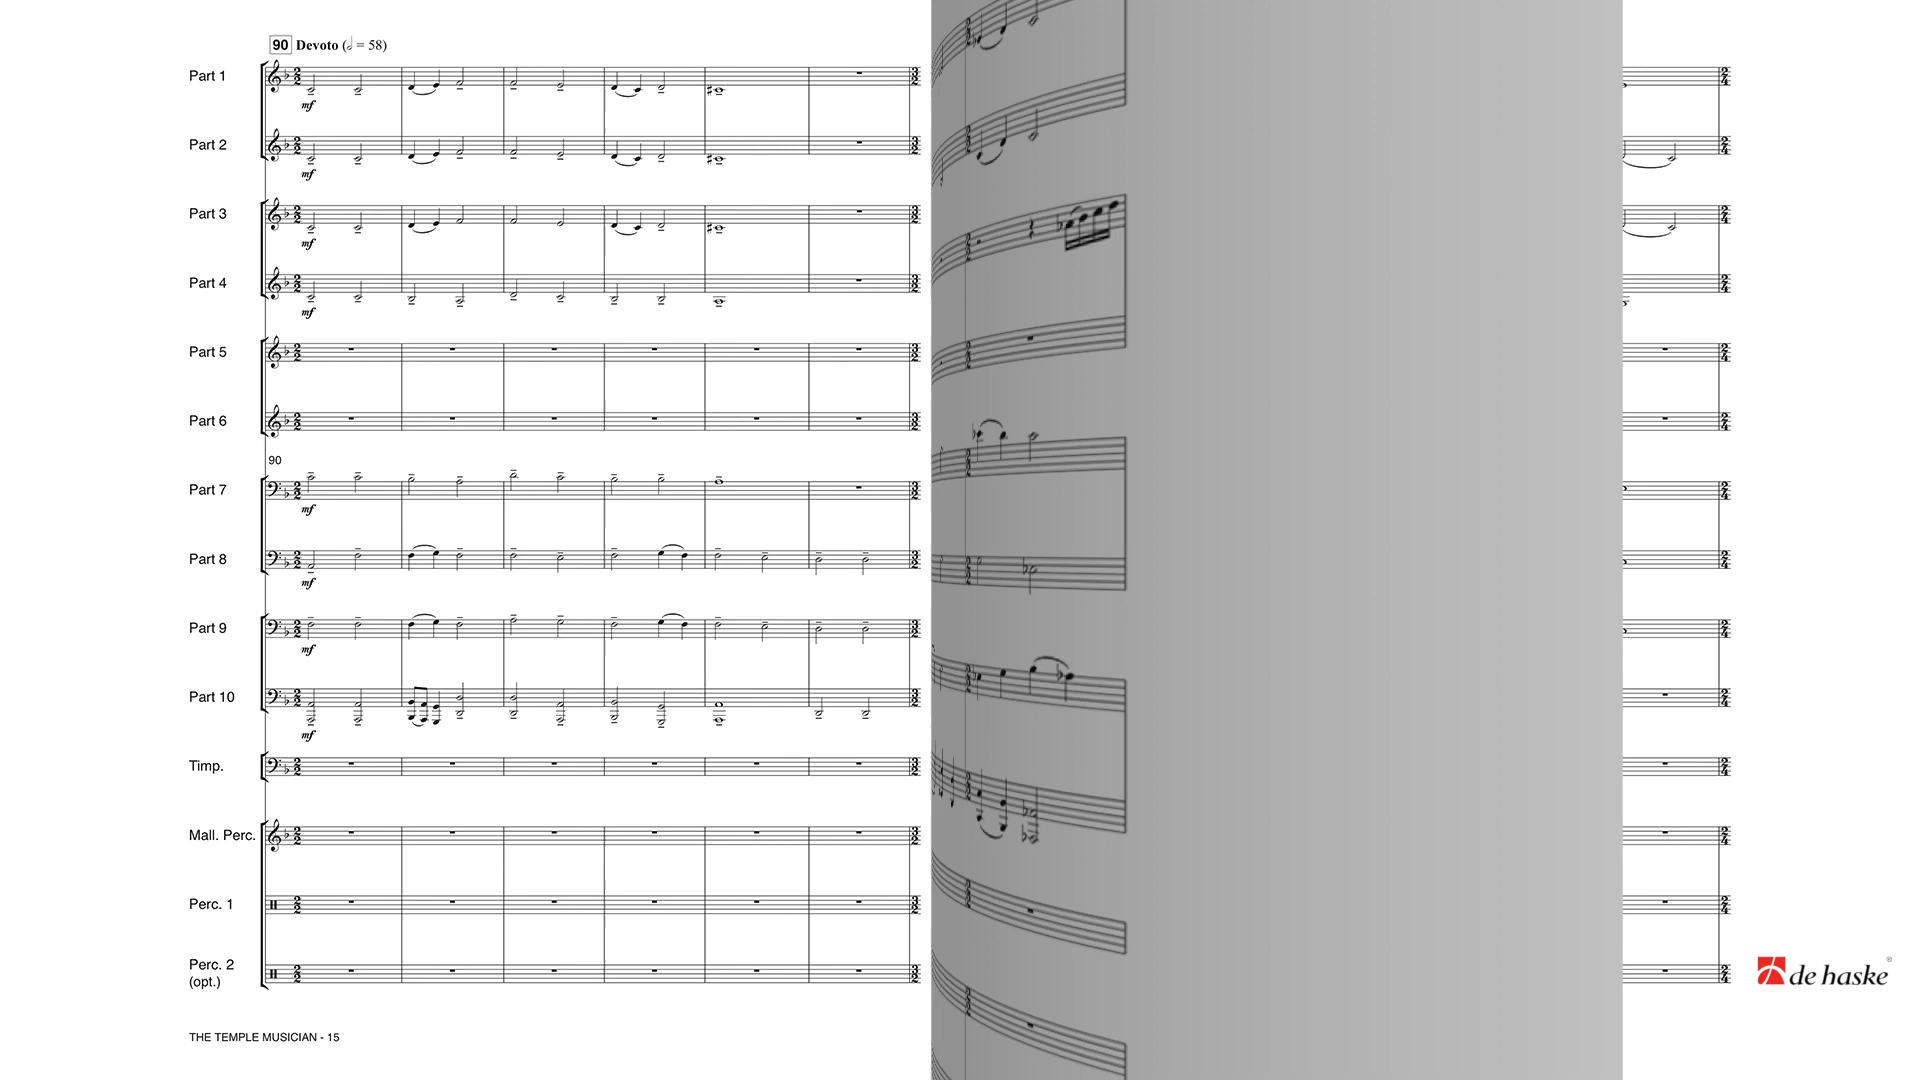 90 Devoto (𝅗𝅥 = 58)
Part 1
mf
Part 2
mf
Part 3
mf
Part 4
mf
Part 5
Part 6
90
Part 7
mf
Part 8
mf
Part 9
mf
Part 10
mf
Timp.
Mall. Perc.
Perc. 1
Perc. 2
(opt.)
THE TEMPLE MUSICIAN - 15
de haske®